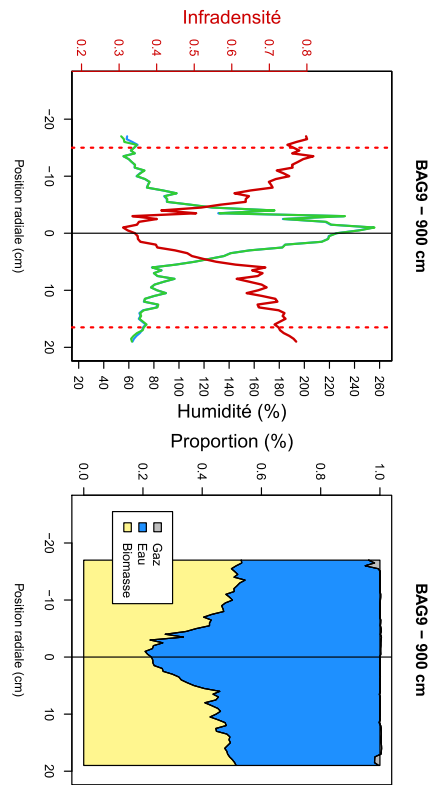 Infradensité
0.2 0.3 0.4 0.5 0.6 0.7 0.8
BAG9 − 900 cm
−20 −10 0 10 20
Position radiale (cm)
20 40 60 80 100 120 140 160 180 200 220 240 260
Humidité (%)
Proportion (%)
0.0 0.2 0.4 0.6 0.8 1.0
BAG9 − 900 cm
Gaz
Eau
Biomasse
−20 −10 0 10 20
Position radiale (cm)